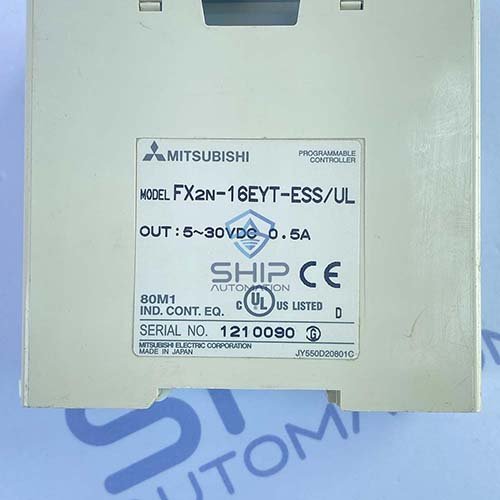 MITSUBISHI
PROGRAMMABLE
CONTROLLER
MODEL FX2N-16EYT-ESS/UL
OUT:5~30VDC 0.5A
SHIP
AUTOMATION
CE
80M1
IND. CONT. EQ.
C UL US LISTED
D
SERIAL NO. 1210090 G
MITSUBISHI ELECTRIC CORPORATION
MADE IN JAPAN
JY550D20801C
AUTOMATION